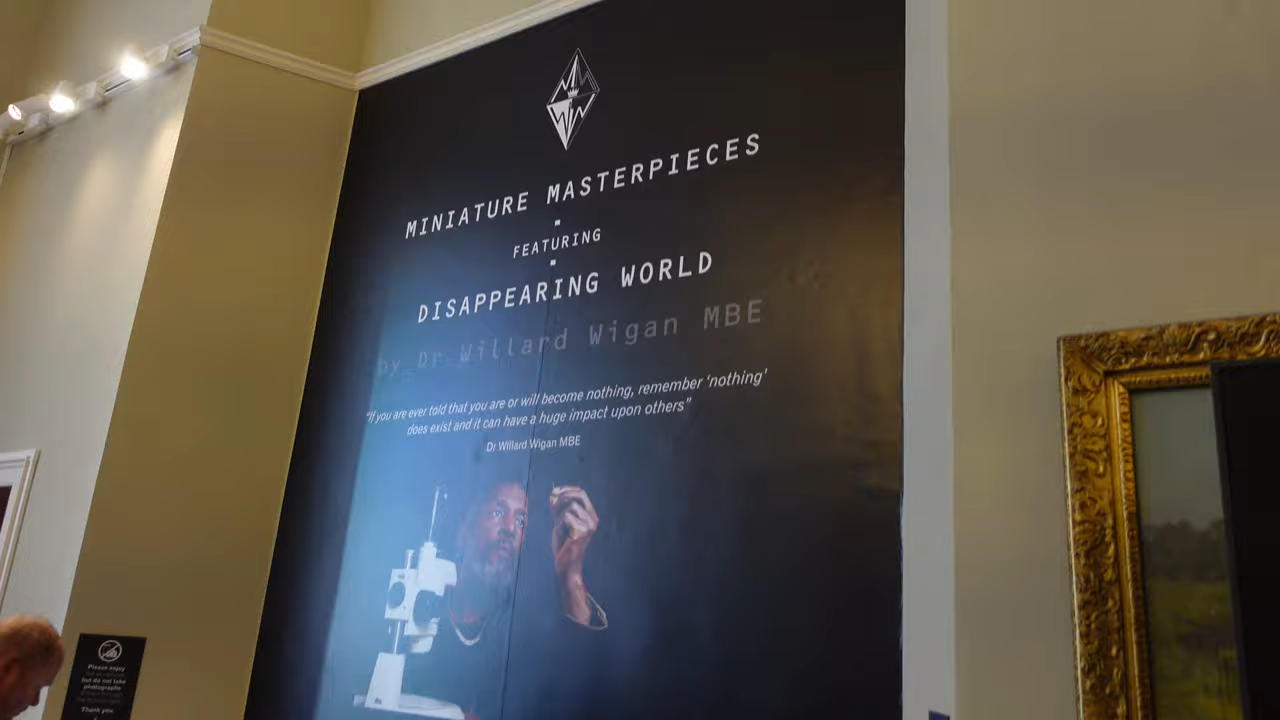 MINIATURE MASTERPIECES
FEATURING
DISAPPEARING WORLD
by Dr Willard Wigan MBE
“If you are ever told that you are or will become nothing, remember ‘nothing’
does exist and it can have a huge impact upon others”
Dr Willard Wigan MBE
Please enjoy
but do not take
photographs
Thank you.